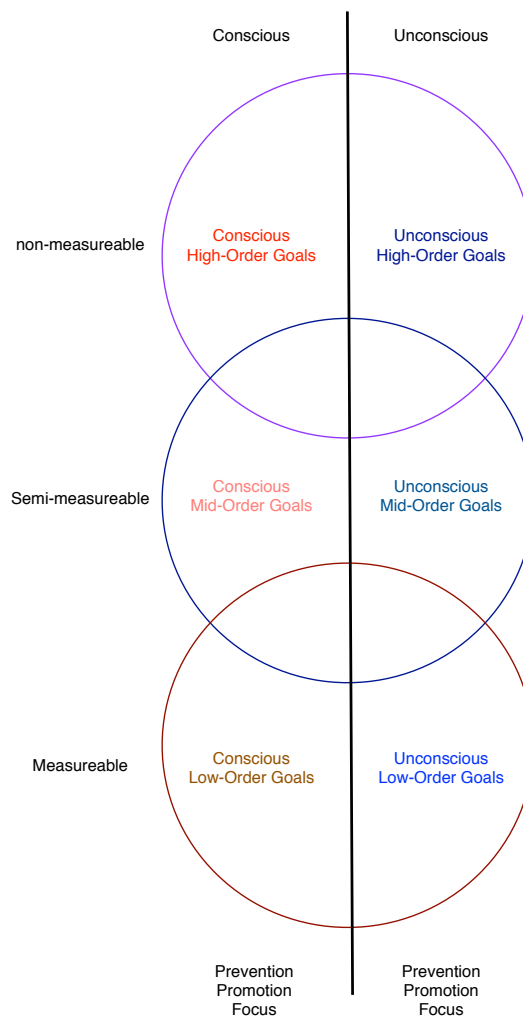 Conscious
Unconscious
non-measureable
Conscious
High-Order Goals
Unconscious
High-Order Goals
Semi-measureable
Conscious
Mid-Order Goals
Unconscious
Mid-Order Goals
Measureable
Conscious
Low-Order Goals
Unconscious
Low-Order Goals
Prevention
Promotion
Focus
Prevention
Promotion
Focus